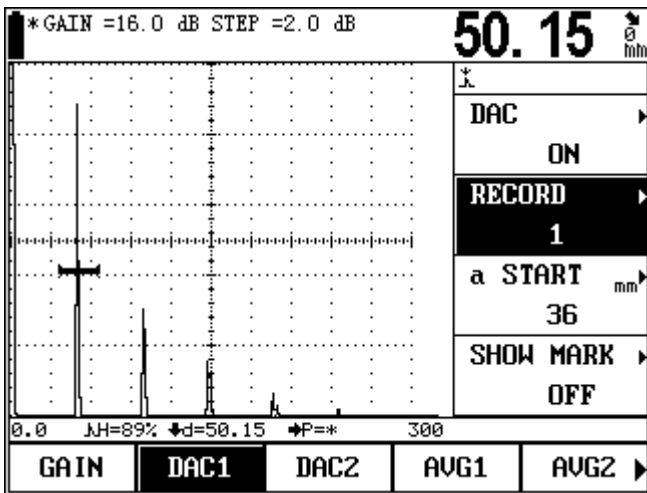 *GAIN =16.0 dB STEP =2.0 dB
50.15 0 mm
DAC
ON
RECORD
1
a START mm
36
SHOW MARK
OFF
0.0 H=89% d=50.15 P=* 300
GAIN DAC1 DAC2 AVG1 AVG2